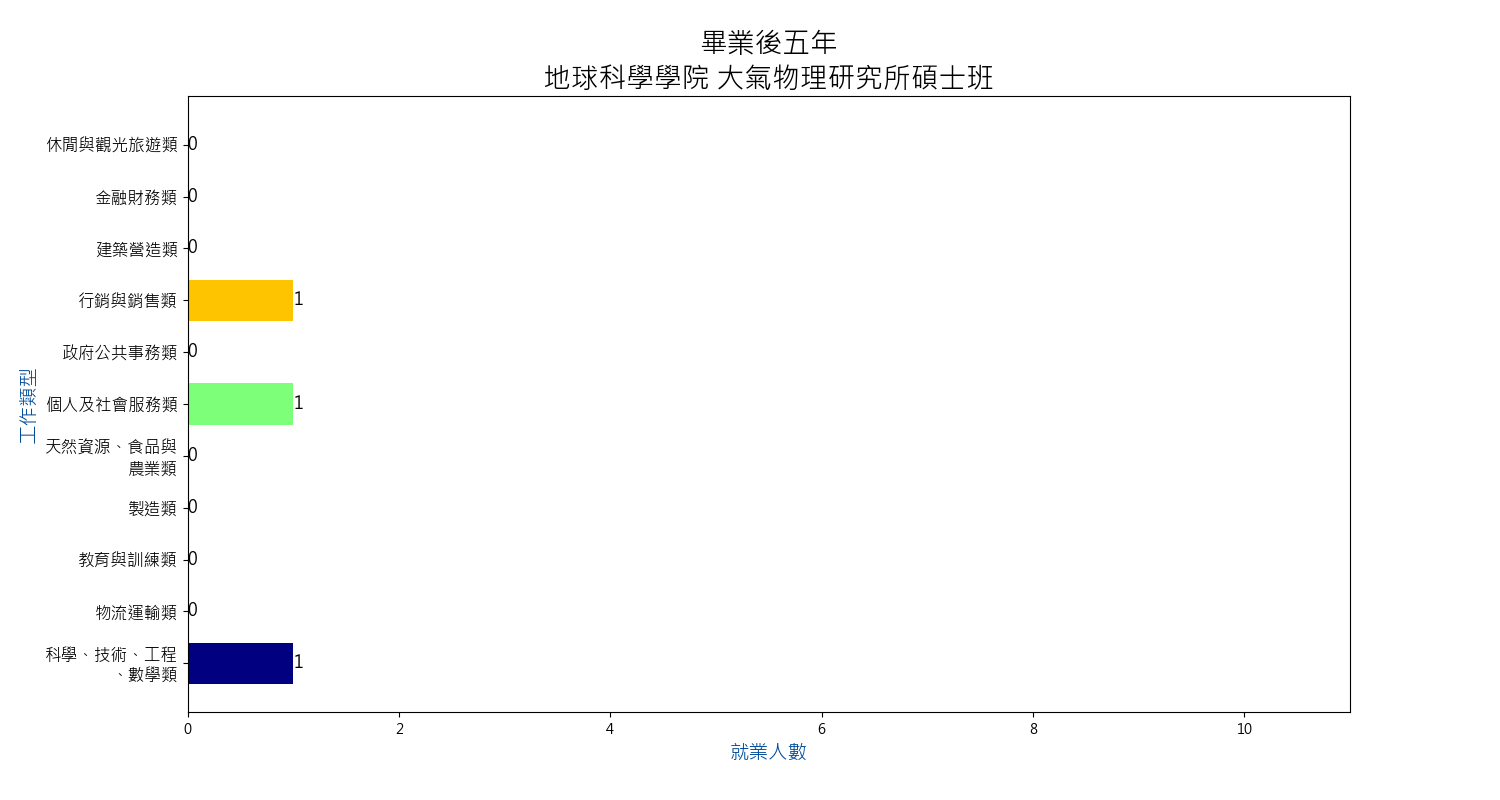 畢業後五年
地球科學學院 大氣物理研究所碩士班
休閒與觀光旅遊類 0
金融財務類 0
建築營造類 0
行銷與銷售類 1
政府公共事務類 0
個人及社會服務類 1
天然資源、食品與
農業類 0
製造類 0
教育與訓練類 0
物流運輸類 0
科學、技術、工程
、數學類 1
工作類型
0 2 4 6 8 10
就業人數